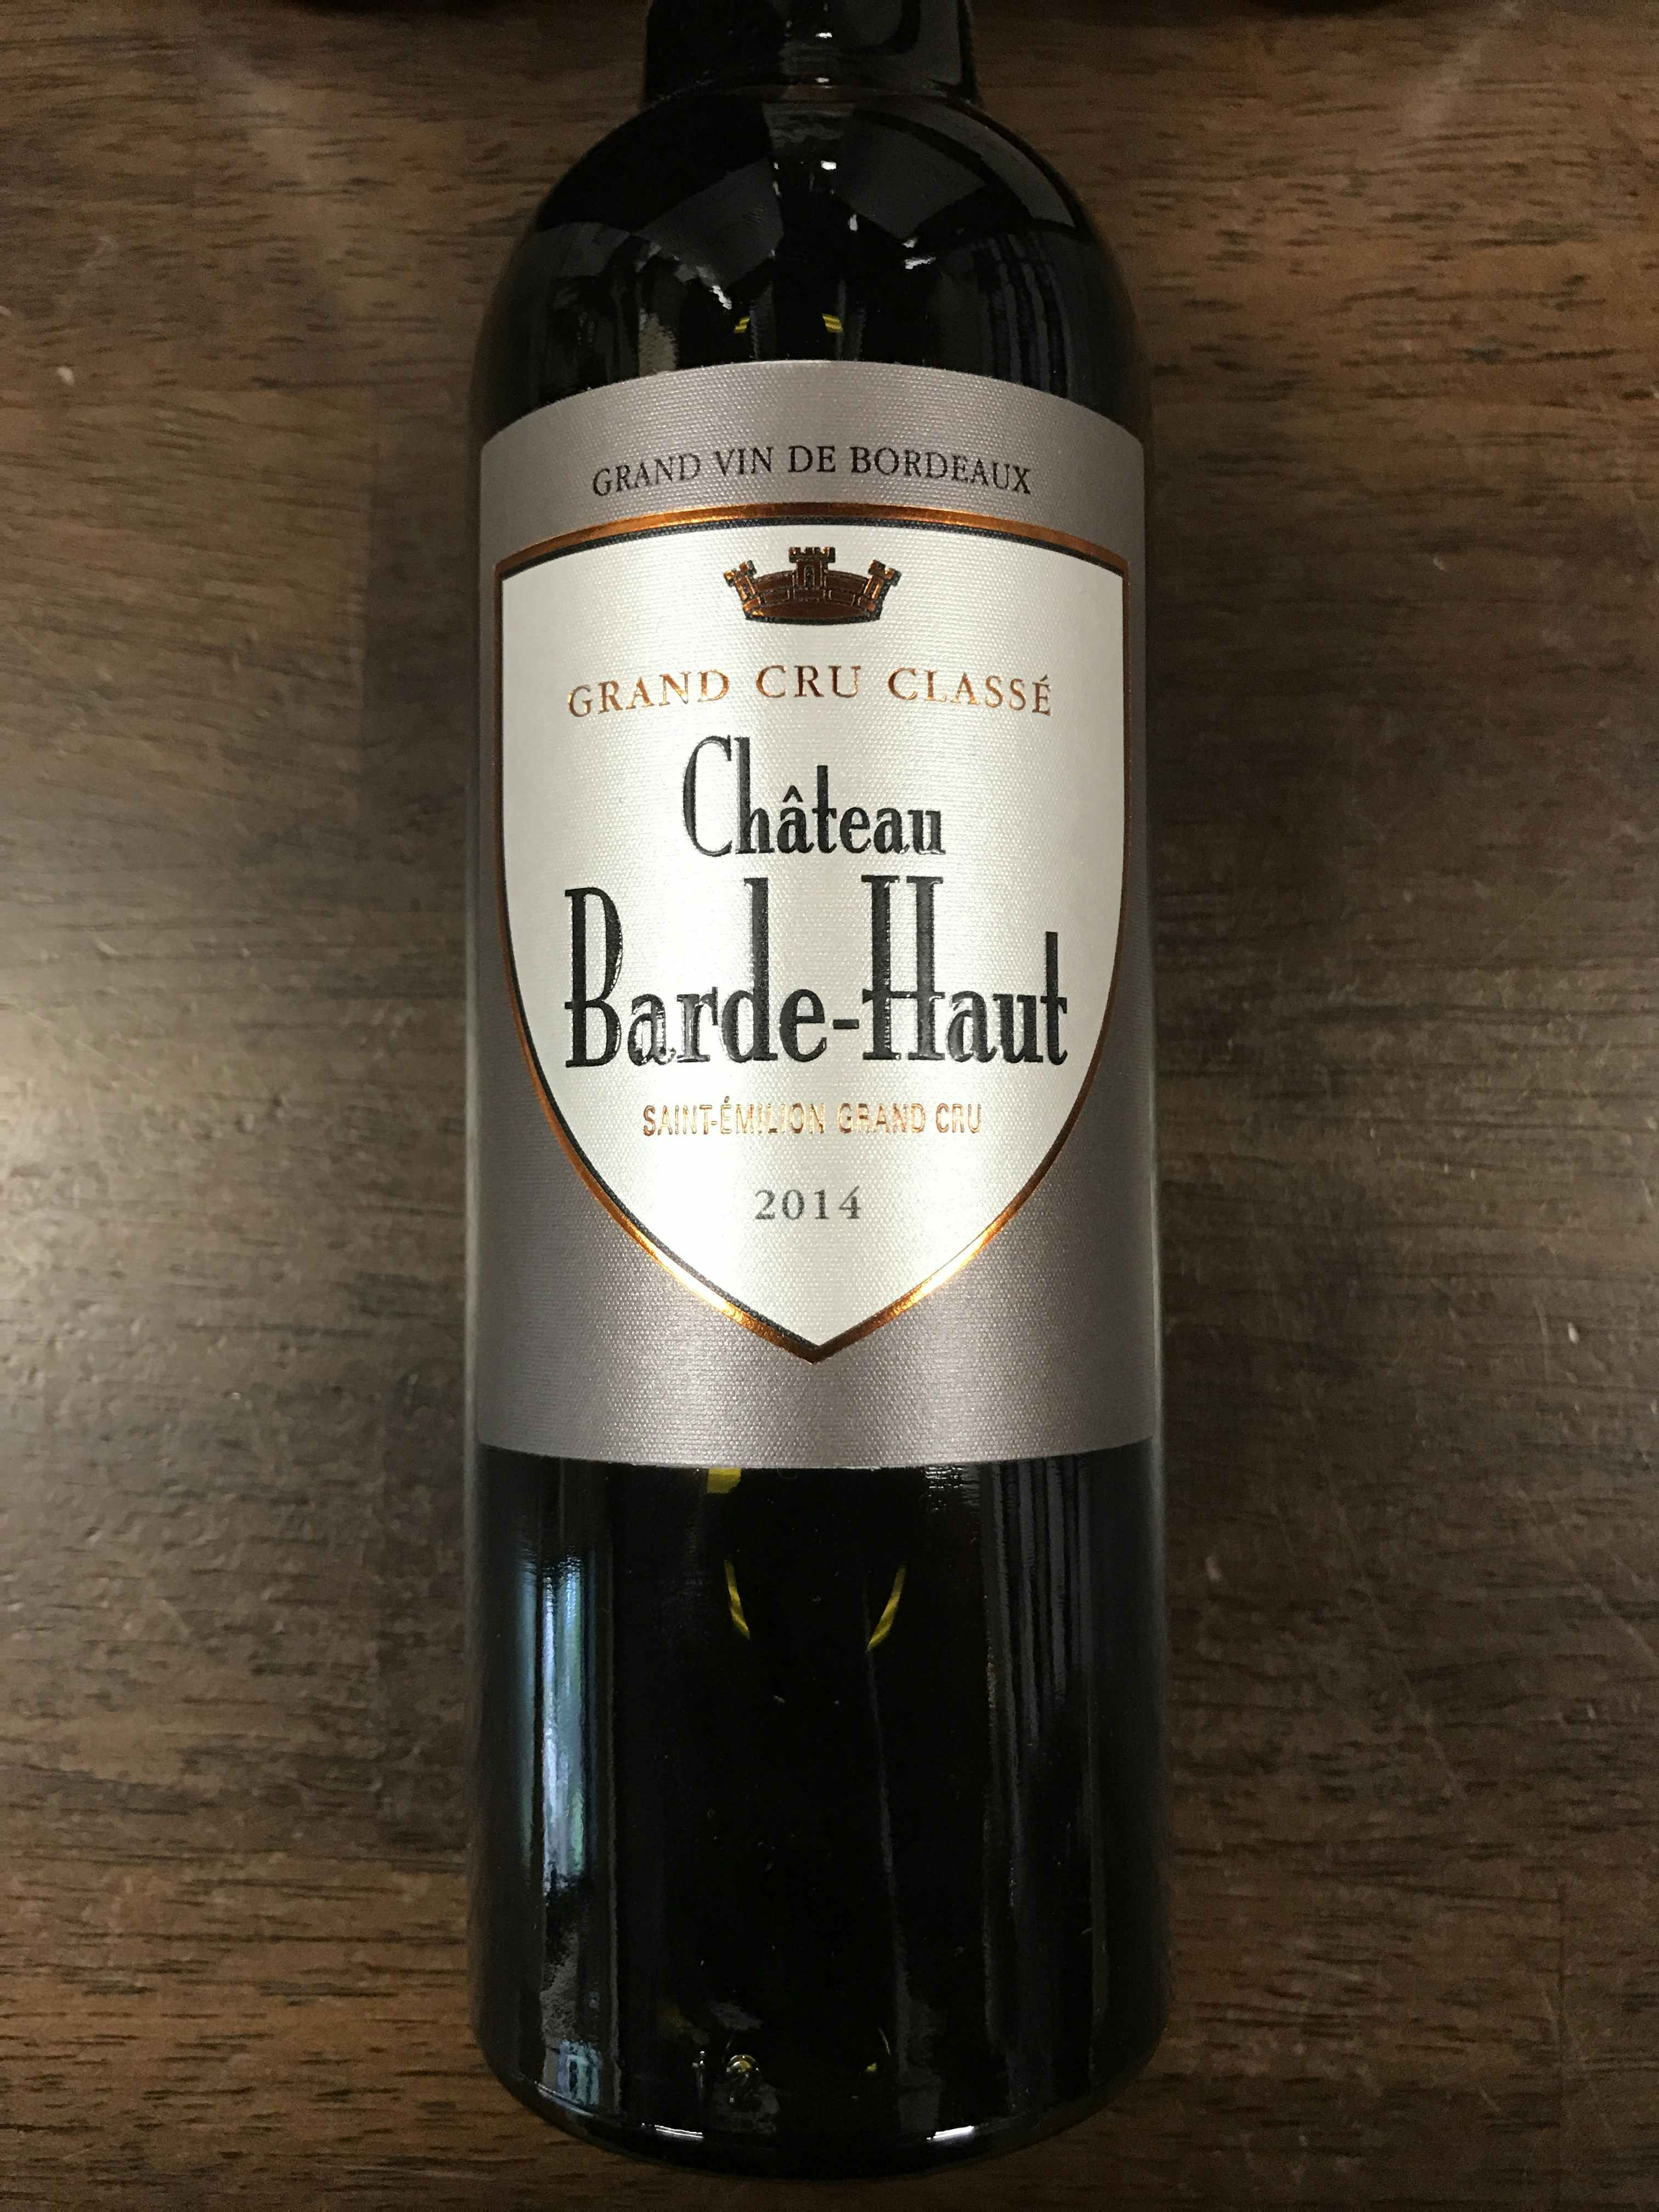 GRAND VIN DE BORDEAUX
GRAND CRU CLASSÉ
Château
Barde-Haut
SAINT-ÉMILION GRAND CRU
2014